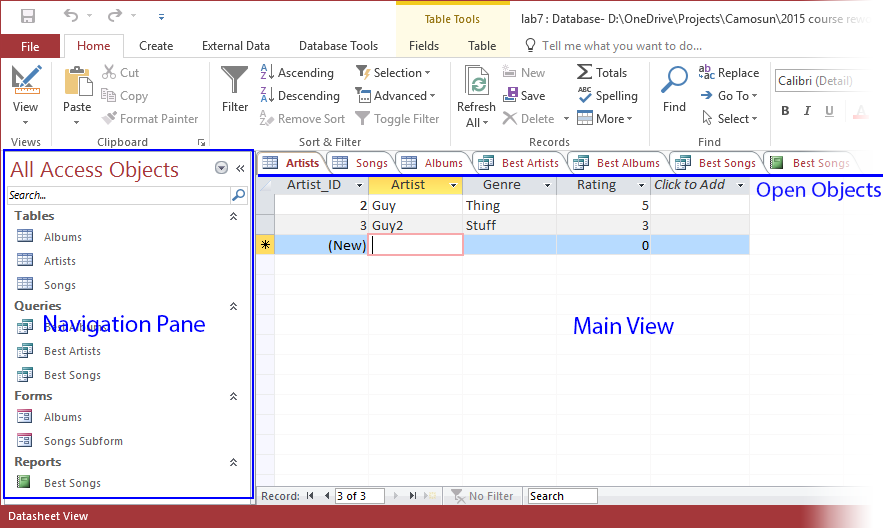 Table Tools
lab7 : Database- D:\OneDrive\Projects\Camosun\2015 course rew
File Home Create External Data Database Tools Fields Table Tell me what you want to do...
View
Views
Paste
Cut
Copy
Format Painter
Clipboard
Filter
Ascending
Descending
Remove Sort
Selection
Advanced
Toggle Filter
Sort & Filter
Refresh
All
New
Save
Delete
Totals
Spelling
More
Records
Find
Replace
Go To
Select
Find
Calibri (Detail)
B I U A
All Access Objects
Search...
Tables
Albums
Artists
Songs
Queries
Best Albums
Best Artists
Best Songs
Forms
Albums
Songs Subform
Reports
Best Songs
Navigation Pane
Artists Songs Albums Best Artists Best Albums Best Songs Best Songs
Open Objects
Artist_ID Artist Genre Rating Click to Add
2 Guy Thing 5
3 Guy2 Stuff 3
(New) 0
Main View
Record: 3 of 3 No Filter Search
Datasheet View